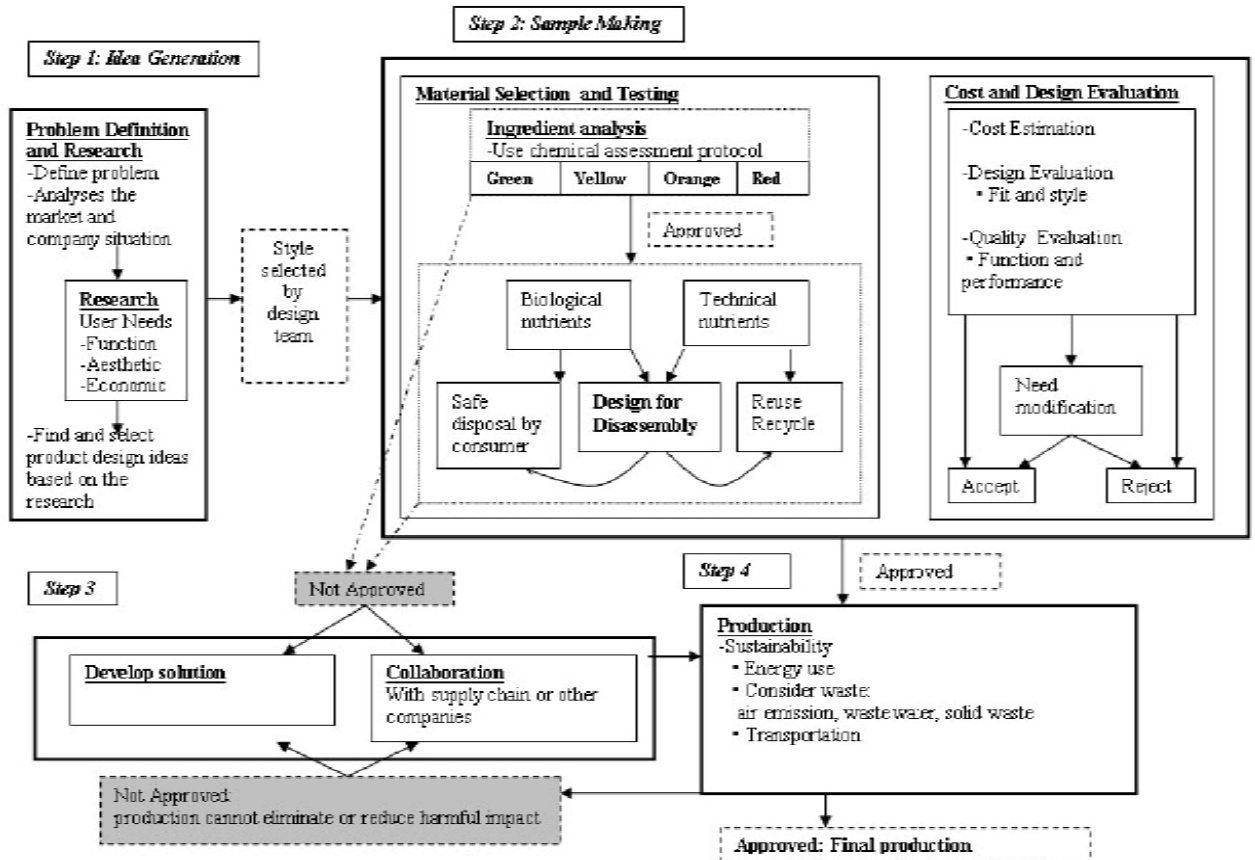 Step 1: Idea Generation
Problem Definition
and Research
-Define problem
-Analyses the
market and
company situation
Research
User Needs
-Function
-Aesthetic
-Economic
-Find and select
product design ideas
based on the
research
Style
selected
by
design
team
Step 2: Sample Making
Material Selection and Testing
Ingredient analysis
-Use chemical assessment protocol
Green Yellow Orange Red
Approved
Biological
nutrients
Technical
nutrients
Safe
disposal by
consumer
Design for
Disassembly
Reuse
Recycle
Cost and Design Evaluation
-Cost Estimation
-Design Evaluation
▪ Fit and style
-Quality Evaluation
▪ Function and
performance
Need
modification
Accept
Reject
Step 3
Not Approved
Develop solution
Collaboration
With supply chain or other
companies
Not Approved:
production cannot eliminate or reduce harmful impact
Step 4
Approved
Production
-Sustainability
▪ Energy use
▪ Consider waste:
air emission, waste water, solid waste
▪ Transportation
Approved: Final production